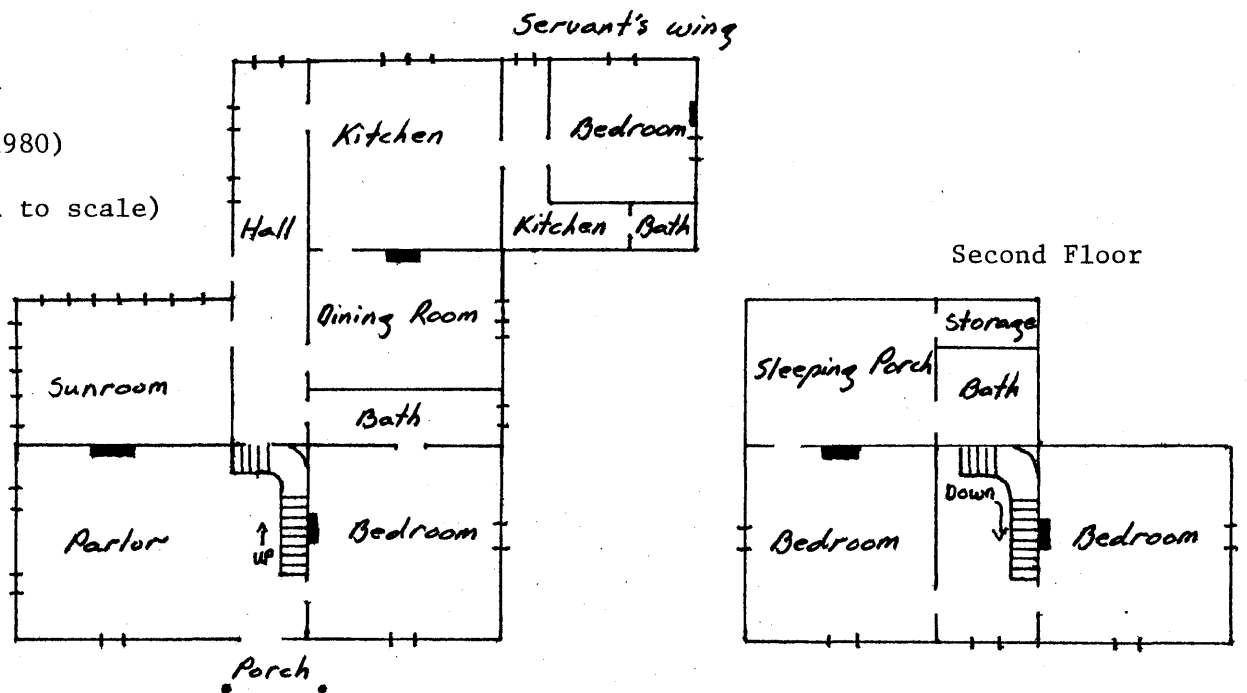 Servant's wing
980)
to scale)
Kitchen
Bedroom
Hall
Kitchen
Bath
Dining Room
Sunroom
Bath
Parlor
UP
Bedroom
Porch
Second Floor
Storage
Sleeping Porch
Bath
Down
Bedroom
Bedroom